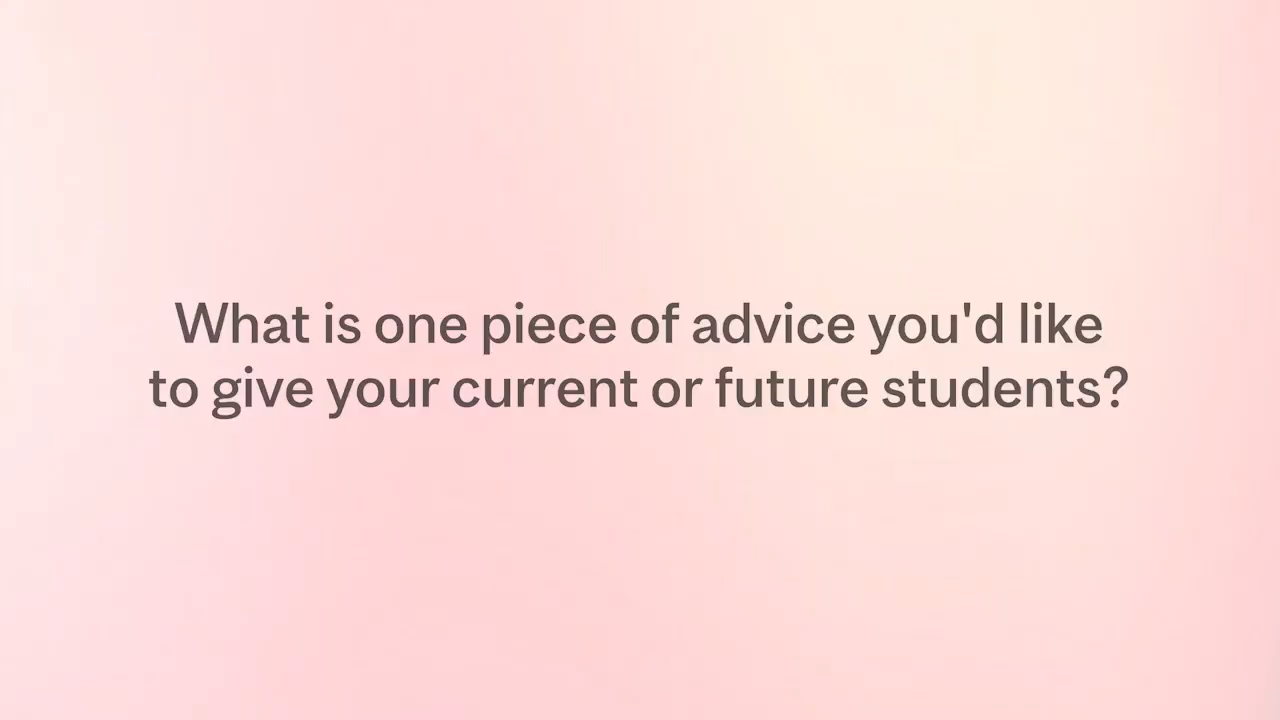 What is one piece of advice you'd like
to give your current or future students?